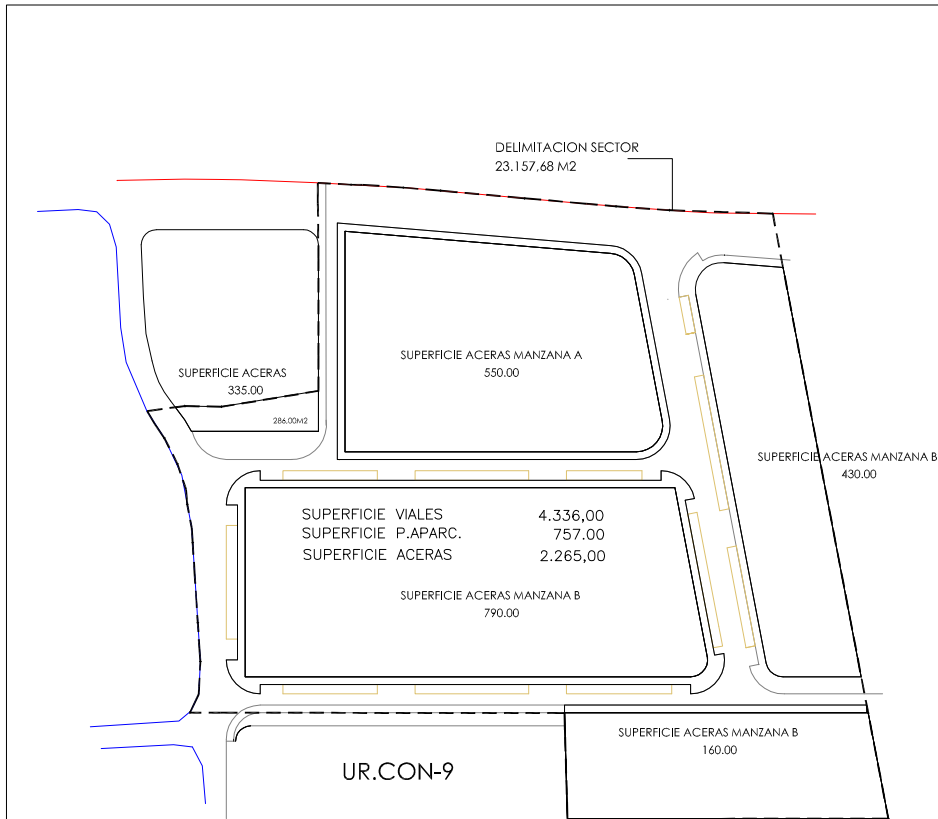 DELIMITACION SECTOR
23.157,68 M2
SUPERFICIE ACERAS MANZANA A
550.00
SUPERFICIE ACERAS
335.00
286.00M2
SUPERFICIE ACERAS MANZANA B
430.00
SUPERFICIE VIALES 4.336,00
SUPERFICIE P.APARC. 757.00
SUPERFICIE ACERAS 2.265,00
SUPERFICIE ACERAS MANZANA B
790.00
SUPERFICIE ACERAS MANZANA B
160.00
UR.CON-9